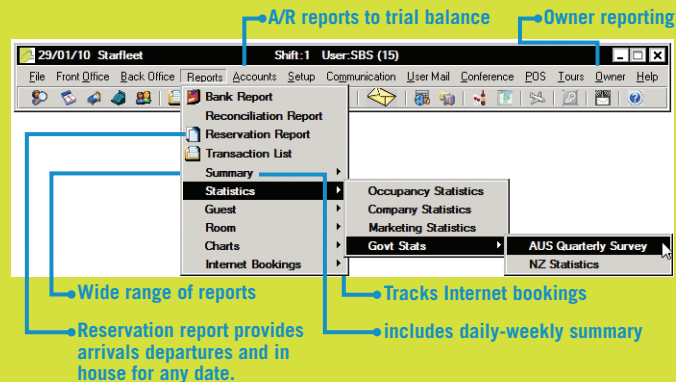 A/R reports to trial balance
Owner reporting
29/01/10 Starfleet Shift:1 User:SBS (15)
File Front Office Back Office Reports Accounts Setup Communication User Mail Conference POS Tours Owner Help
Bank Report
Reconciliation Report
Reservation Report
Transaction List
Summary
Statistics
Guest
Room
Charts
Internet Bookings
Occupancy Statistics
Company Statistics
Marketing Statistics
Govt Stats
AUS Quarterly Survey
NZ Statistics
Wide range of reports
Tracks Internet bookings
Reservation report provides
arrivals departures and in
house for any date.
includes daily-weekly summary